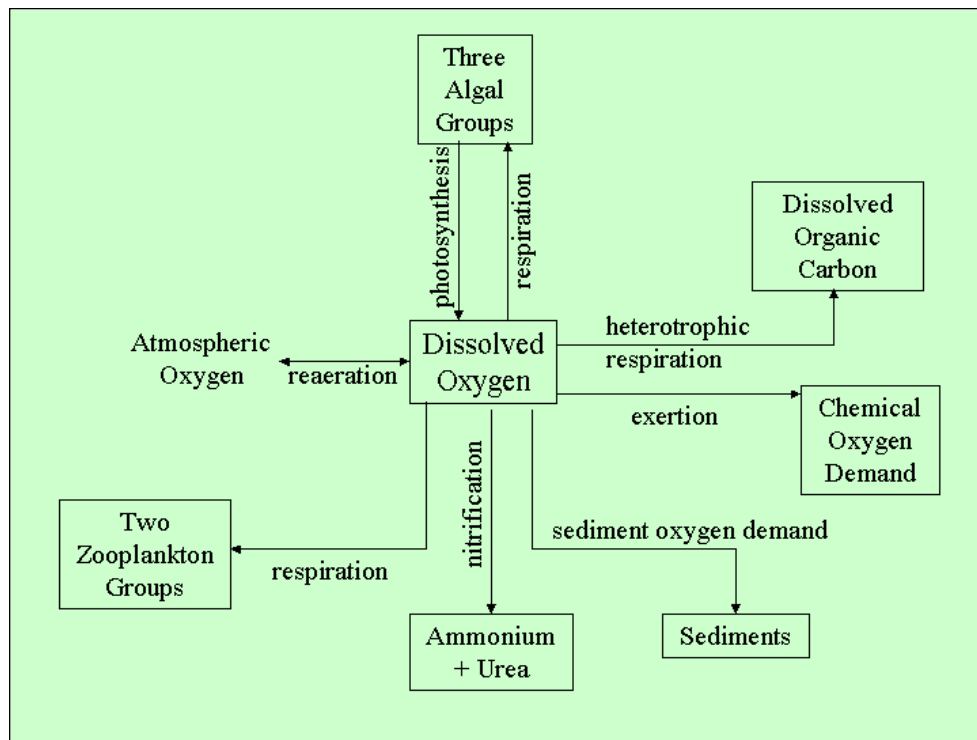 Three
Algal
Groups
photosynthesis
respiration
Dissolved
Organic
Carbon
heterotrophic
respiration
Atmospheric
Oxygen
reaeration
Dissolved
Oxygen
exertion
Chemical
Oxygen
Demand
nitrification
sediment oxygen demand
Two
Zooplankton
Groups
respiration
Ammonium
+ Urea
Sediments